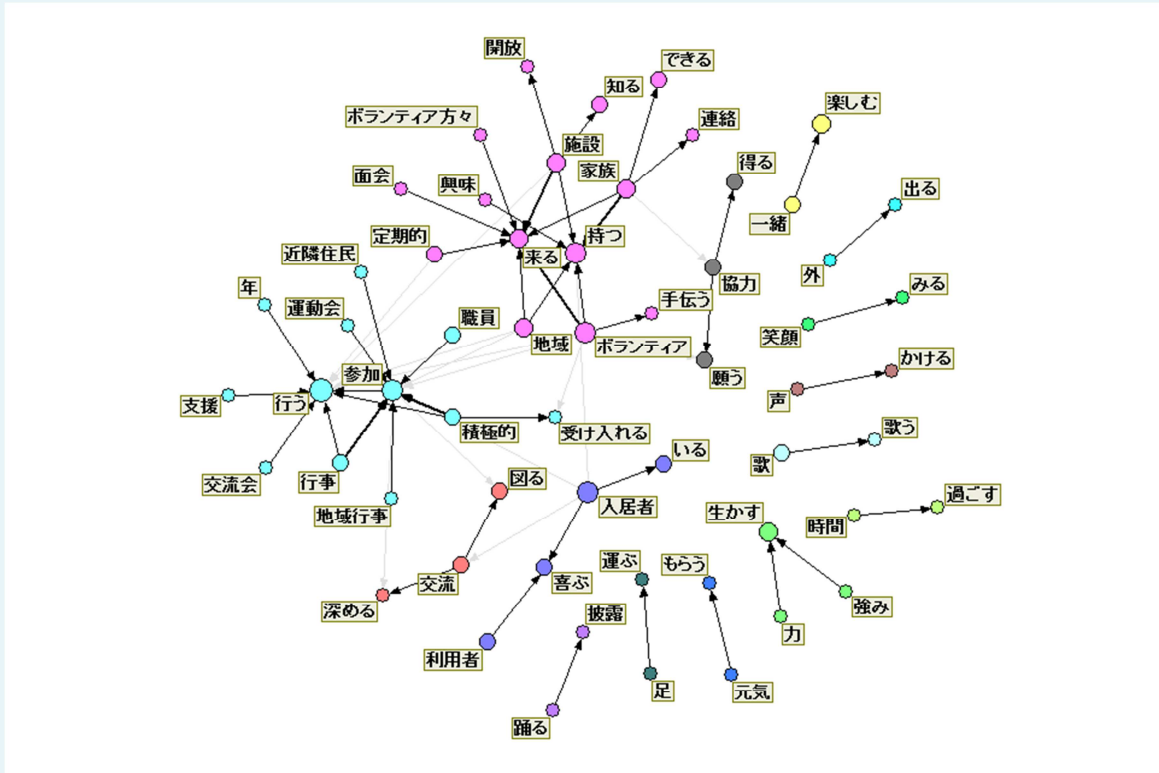 開放
できる
知る
楽しむ
ボランティア方々
連絡
施設
得る
家族
面会
興味
出る
一緒
定期的
持つ
近隣住民
来る
外
協力
年
みる
手伝う
運動会
職員
笑顔
地域
ボランティア
かける
参加
願う
支援
行う
声
積極的
受け入れる
歌う
いる
歌
交流会
行事
図る
過ごす
入居者
生かす
地域行事
時間
運ぶ
もらう
交流
喜ぶ
強み
深める
披露
力
利用者
足
元気
踊る